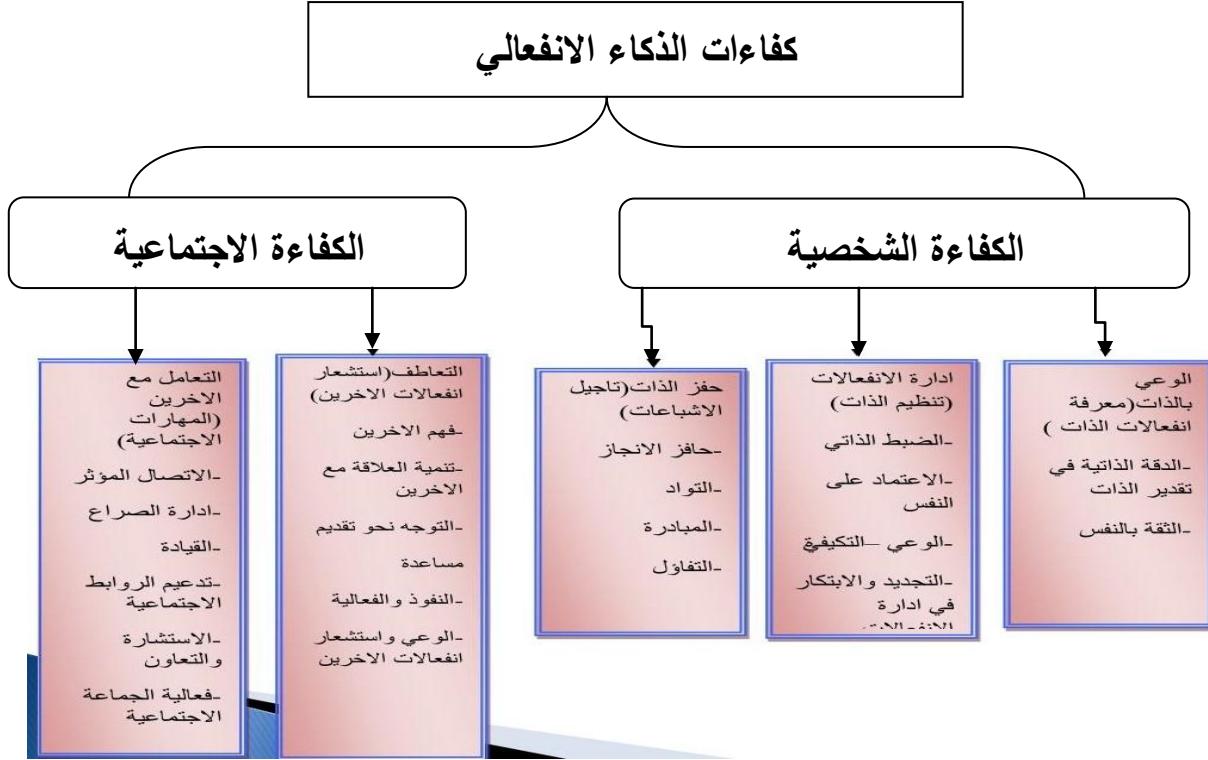 كفاءات الذكاء الانفعالي
الكفاءة الشخصية
الكفاءة الاجتماعية
الوعي
بالذات(معرفة
انفعالات الذات )
-الدقة الذاتية في
تقدير الذات
-الثقة بالنفس
ادارة الانفعالات
(تنظيم الذات)
-الضبط الذاتي
-الاعتماد على
النفس
-الوعي –التكيفية
-التجديد والابتكار
في ادارة
الانفعالات
حفز الذات(تاجيل
الاشباعات)
-حافز الانجاز
-التواد
-المبادرة
-التفاؤل
التعاطف(استشعار
انفعالات الاخرين)
-فهم الاخرين
-تنمية العلاقة مع
الاخرين
-التوجه نحو تقديم
مساعدة
-النفوذ والفعالية
-الوعي واستشعار
انفعالات الاخرين
التعامل مع
الاخرين
(المهارات
الاجتماعية)
-الاتصال المؤثر
-ادارة الصراع
-القيادة
-تدعيم الروابط
الاجتماعية
-الاستشارة
والتعاون
-فعالية الجماعة
الاجتماعية